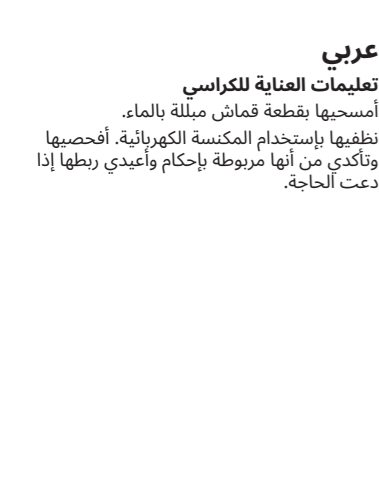 عربي
تعليمات العناية للكراسي
أمسحيها بقطعة قماش مبللة بالماء.
نظفيها بإستخدام المكنسة الكهربائية. أفحصيها
وتأكدي من أنها مربوطة بإحكام وأعيدي ربطها إذا
دعت الحاجة.